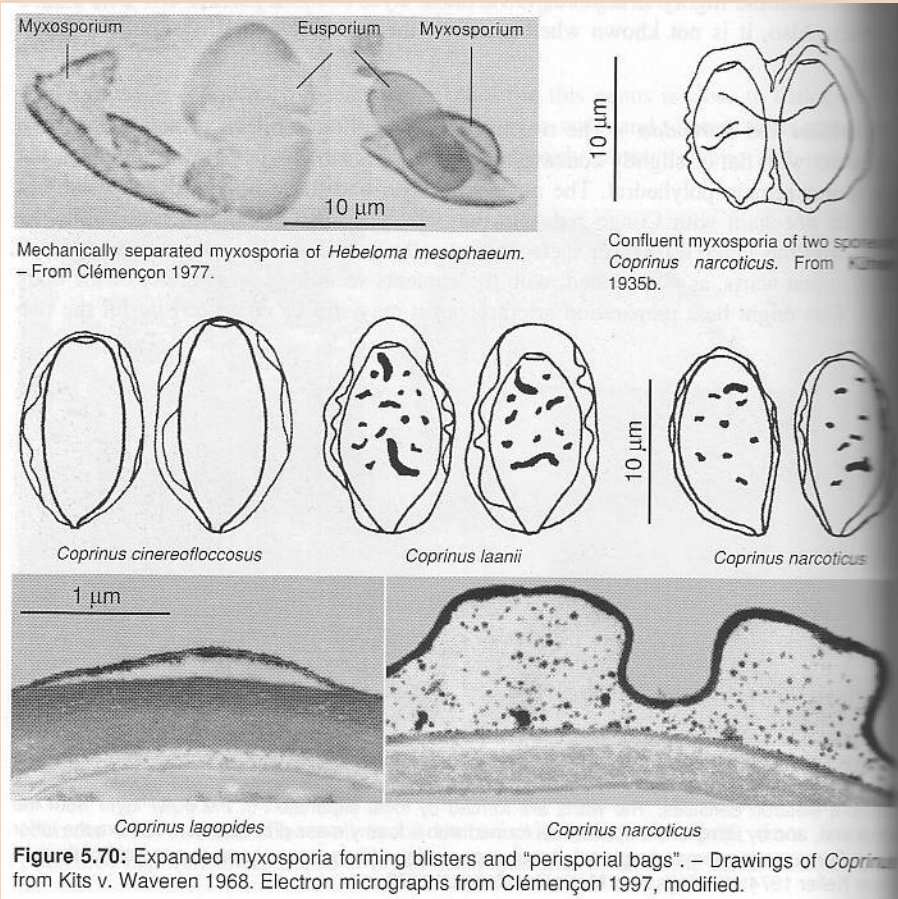 Myxosporium
Eusporium
Myxosporium
10 µm
10 µm
Mechanically separated myxosporia of Hebeloma mesophaeum.
– From Clémençon 1977.
Confluent myxosporia of two
Coprinus narcoticus. From
1935b.
10 µm
Coprinus cinereofloccosus
Coprinus laanii
Coprinus narcoticus
1 µm
Coprinus lagopides
Coprinus narcoticus
Figure 5.70: Expanded myxosporia forming blisters and “perisporial bags”. – Drawings of Coprinus
from Kits v. Waveren 1968. Electron micrographs from Clémençon 1997, modified.